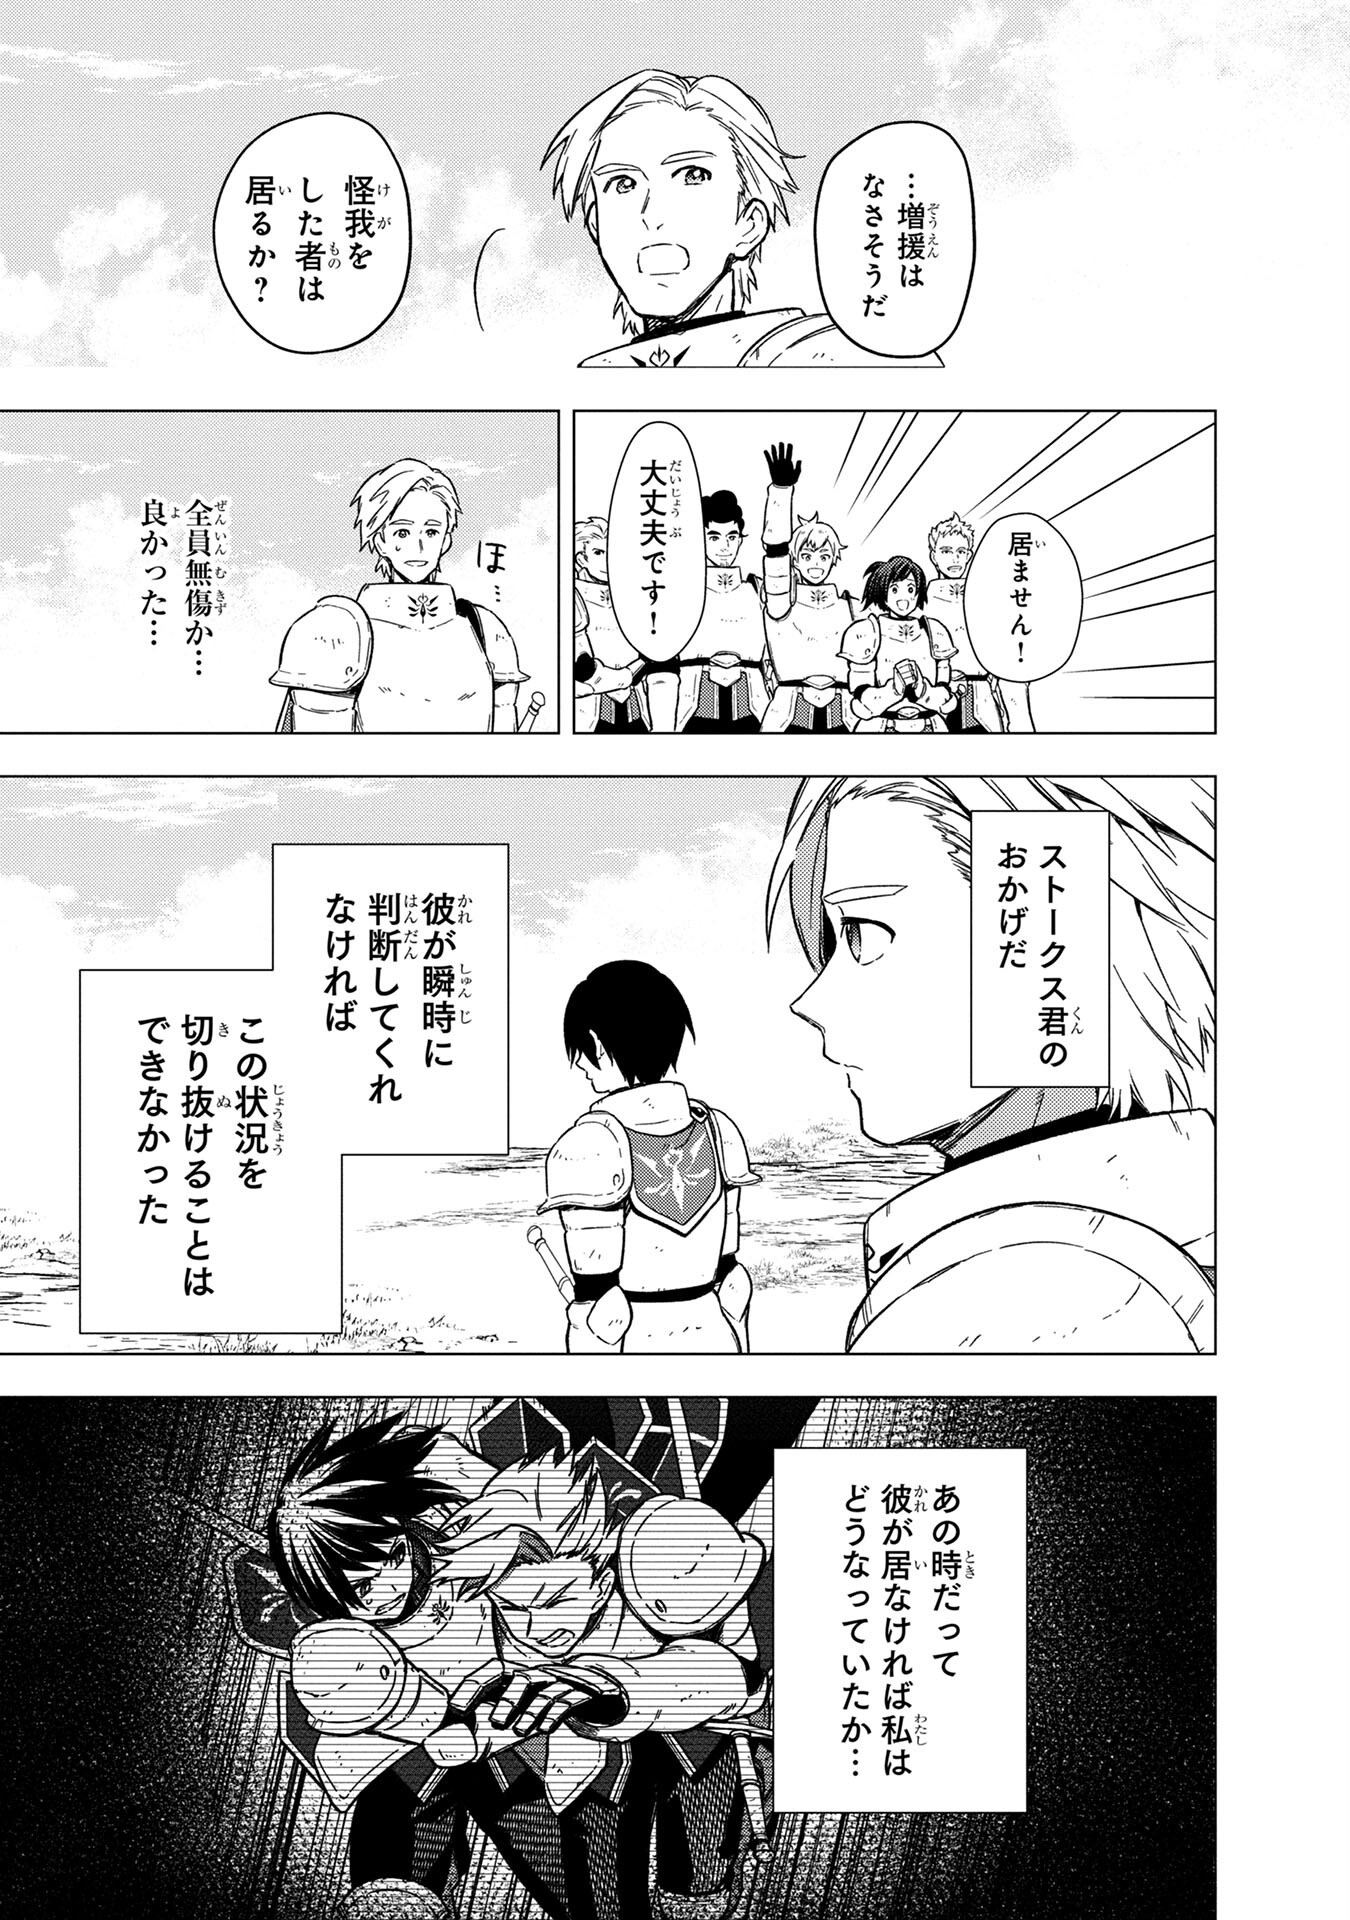 …増援は
なさそうだ
怪我を
した者は
居るか？
居ません！
大丈夫です！
ほ…
全員無傷か…
良かった…
ストークス君の
おかげだ
彼が瞬時に
判断してくれ
なければ
この状況を
切り抜けることは
できなかった
あの時だって
彼が居なければ私は
どうなっていたか…